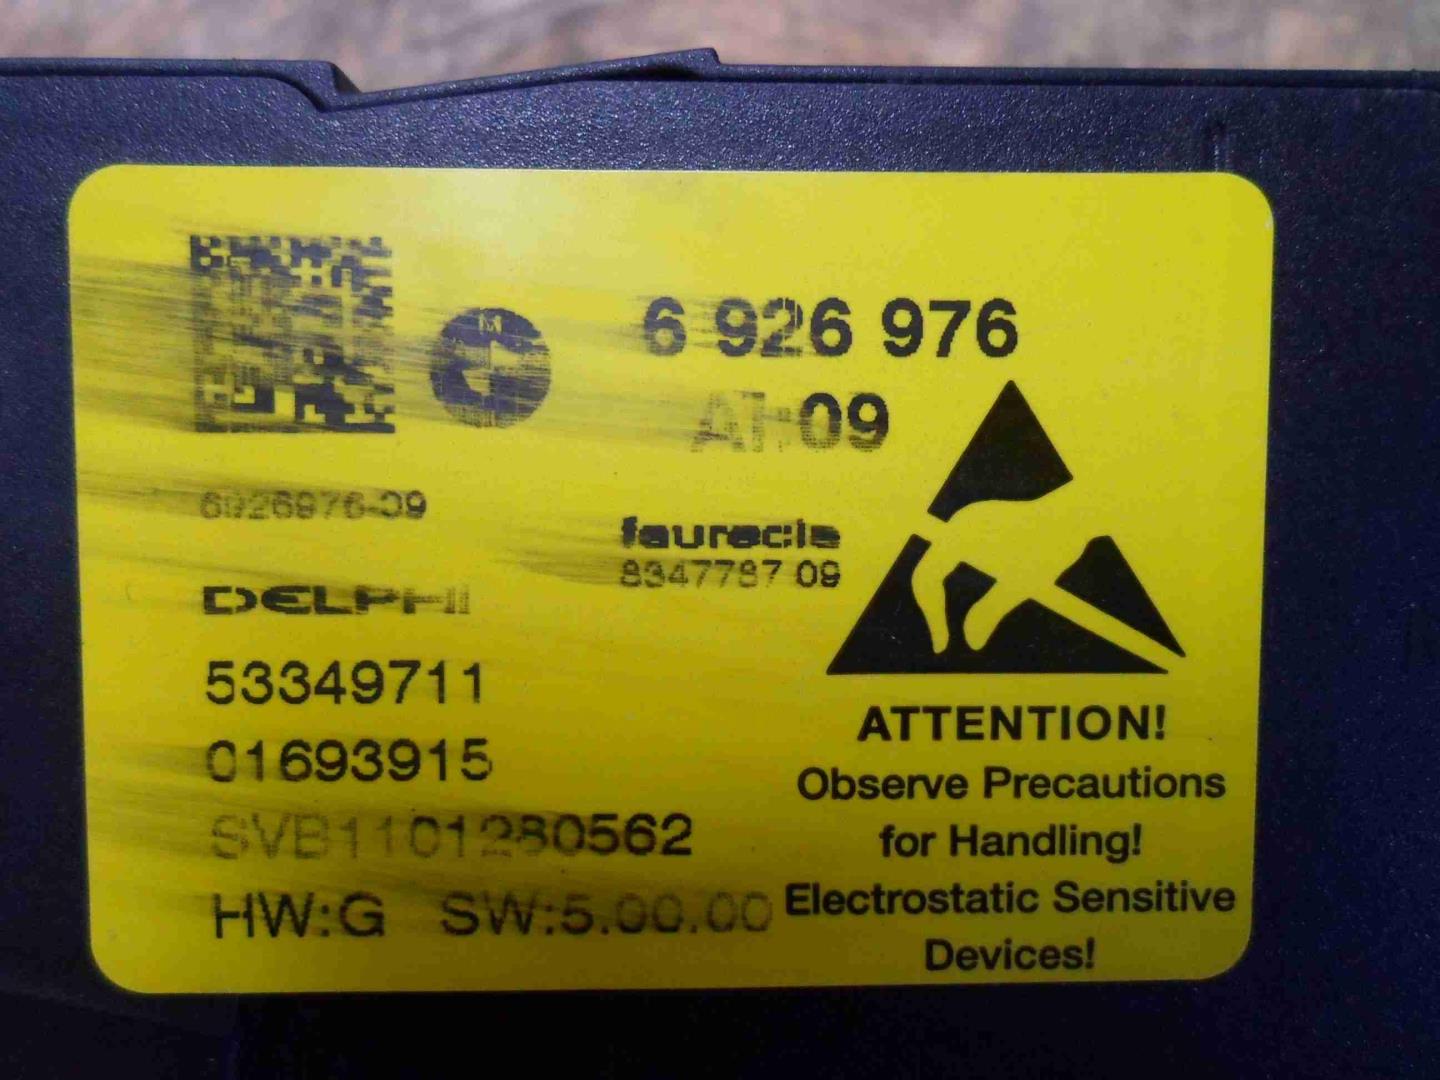 6 926 976
AI:09
6926976-09
faurecia
8347787 09
DELPHI
53349711
01693915
SVB1101280562
HW:G SW:5.00.00
ATTENTION!
Observe Precautions
for Handling!
Electrostatic Sensitive
Devices!